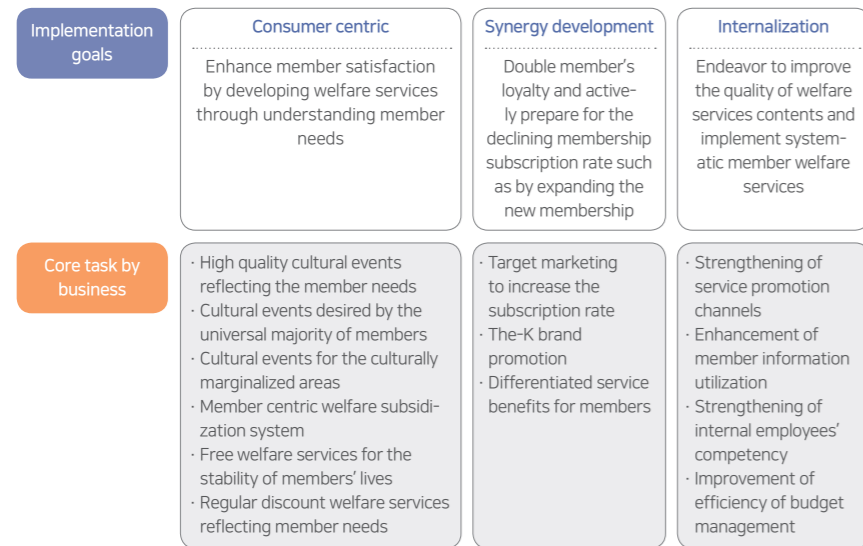 Implementation
goals
Consumer centric
Enhance member satisfaction
by developing welfare services
through understanding member
needs
Synergy development
Double member's
loyalty and active-
ly prepare for the
declining membership
subscription rate such
as by expanding the
new membership
Internalization
Endeavor to improve
the quality of welfare
services contents and
implement system-
atic member welfare
services
Core task by
business
· High quality cultural events
reflecting the member needs
· Cultural events desired by the
universal majority of members
· Cultural events for the culturally
marginalized areas
· Member centric welfare subsidi-
zation system
· Free welfare services for the
stability of members' lives
· Regular discount welfare services
reflecting member needs
· Target marketing
to increase the
subscription rate
· The-K brand
promotion
· Differentiated service
benefits for members
· Strengthening of
service promotion
channels
· Enhancement of
member information
utilization
· Strengthening of
internal employees'
competency
· Improvement of
efficiency of budget
management